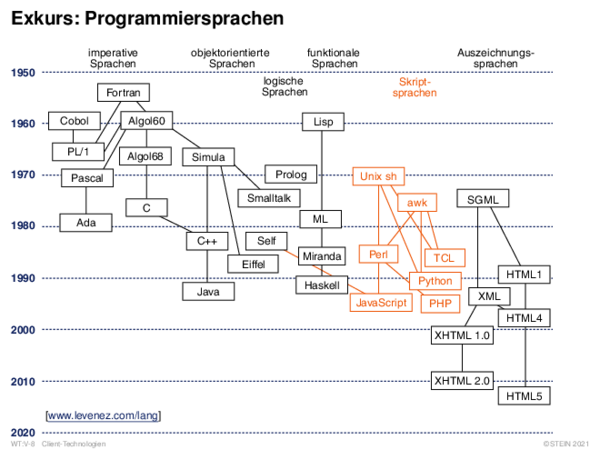 Exkurs: Programmiersprachen
imperative
Sprachen
objektorientierte
Sprachen
funktionale
Sprachen
Auszeichnungs-
sprachen
logische
Sprachen
Skript-
sprachen
1950
Fortran
1960
Cobol
Algol60
Lisp
PL/1
Algol68
Simula
1970
Pascal
Prolog
Unix sh
Smalltalk
awk
SGML
C
ML
Ada
1980
C++
Self
Eiffel
Miranda
Perl
TCL
HTML1
1990
Java
Haskell
Python
JavaScript
PHP
XML
HTML4
2000
XHTML 1.0
2010
XHTML 2.0
HTML5
[www.levenez.com/lang]
2020
WT:V-8 Client-Technologien
©STEIN 2021